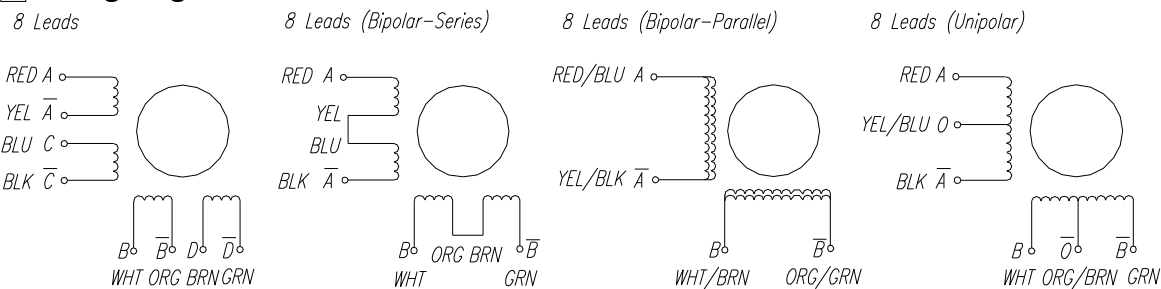 8 Leads
RED A
YEL A̅
BLU C
BLK C̅
B B̅ D D̅
WHT ORG BRN GRN
8 Leads (Bipolar-Series)
RED A
YEL
BLU
BLK A̅
B ORG BRN B̅
WHT GRN
8 Leads (Bipolar-Parallel)
RED/BLU A
YEL/BLK A̅
B B̅
WHT/BRN ORG/GRN
8 Leads (Unipolar)
RED A
YEL/BLU O
BLK A̅
B O̅ B̅
WHT ORG/BRN GRN